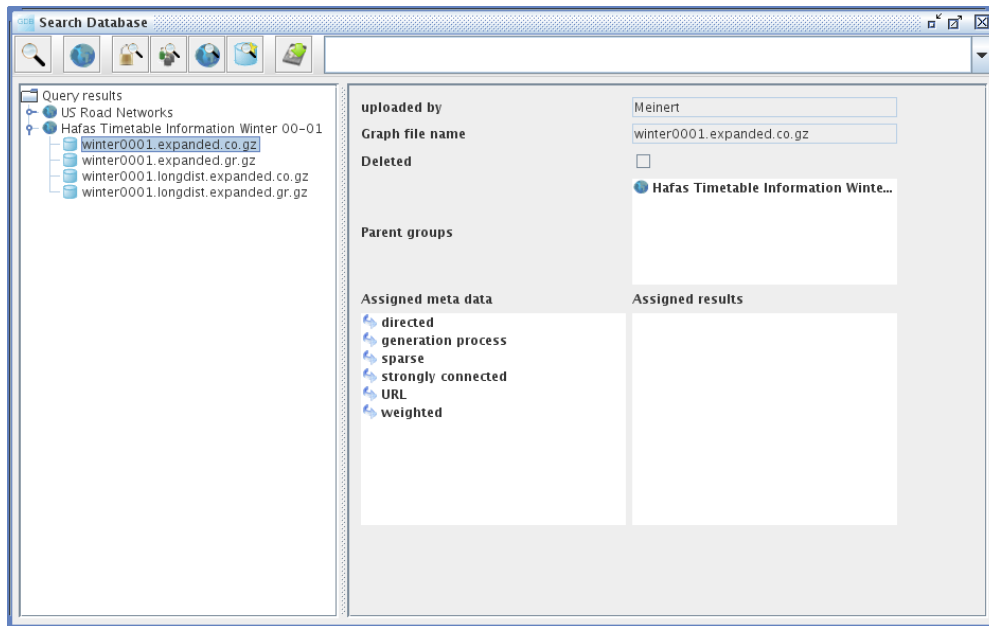 GDB Search Database
Query results
US Road Networks
Hafas Timetable Information Winter 00-01
winter0001.expanded.co.gz
winter0001.expanded.gr.gz
winter0001.longdist.expanded.co.gz
winter0001.longdist.expanded.gr.gz
uploaded by Meinert
Graph file name winter0001.expanded.co.gz
Deleted
Parent groups
Hafas Timetable Information Winte...
Assigned meta data
directed
generation process
sparse
strongly connected
URL
weighted
Assigned results